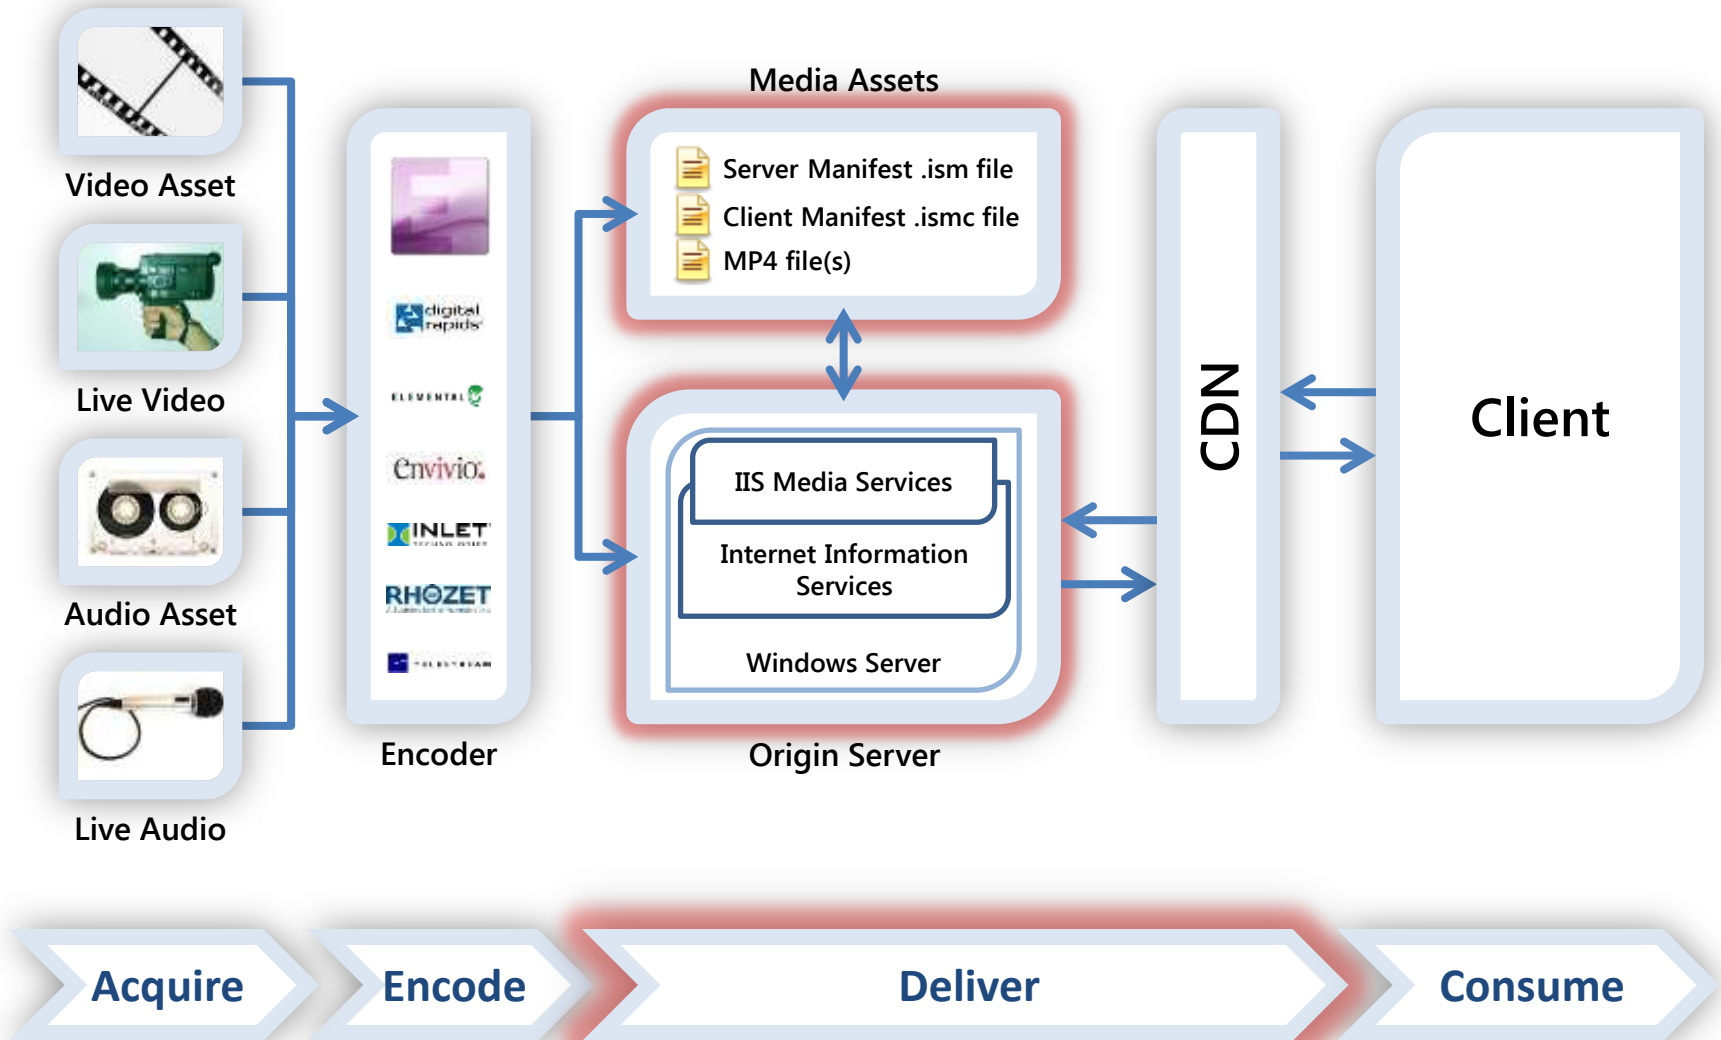 Video Asset
Live Video
Audio Asset
Live Audio
digital
rapids
ELEMENTAL
envivio
INLET
TECHNOLOGIES
RHOZET
TELESTREAM
Encoder
Media Assets
Server Manifest .ism file
Client Manifest .ismc file
MP4 file(s)
IIS Media Services
Internet Information
Services
Windows Server
Origin Server
CDN
Client
Acquire
Encode
Deliver
Consume